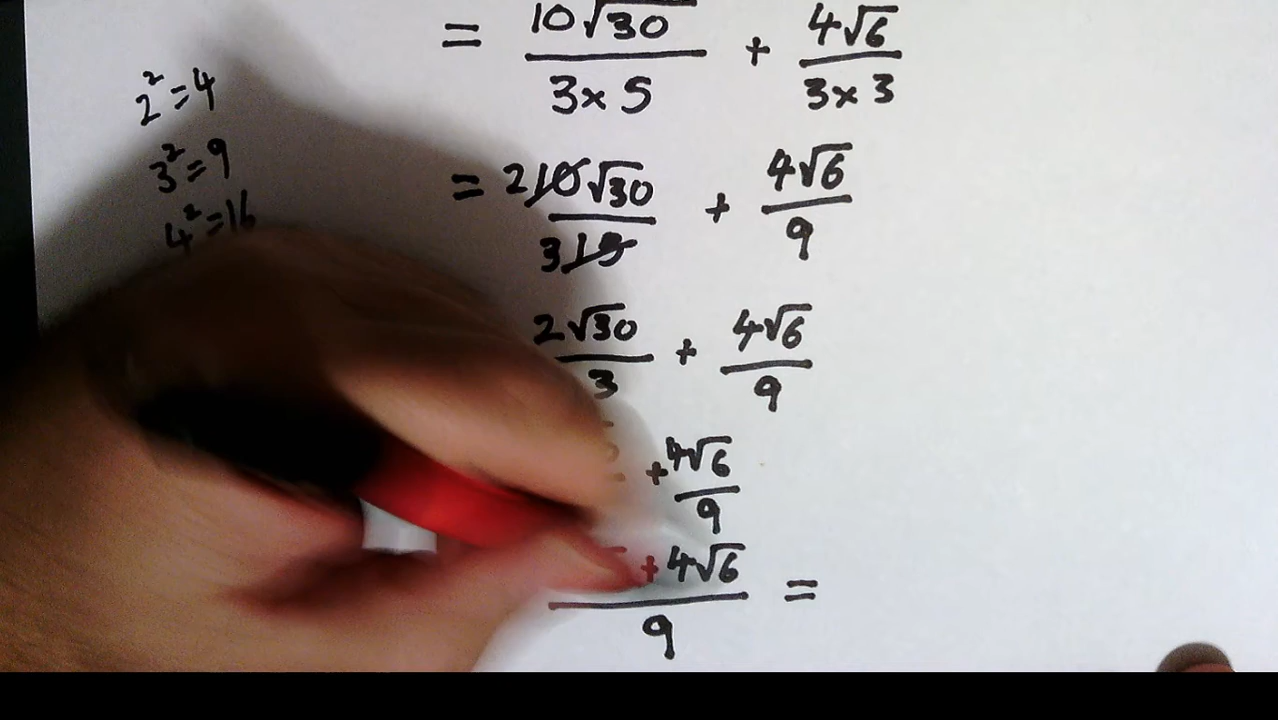 = 10√30 / 3×5 + 4√6 / 3×3
2² = 4
3² = 9
4² = 16
= 2 10√30 / 3 15 + 4√6 / 9
2√30 / 3 + 4√6 / 9
+ 4√6 / 9
+ 4√6 / 9 =